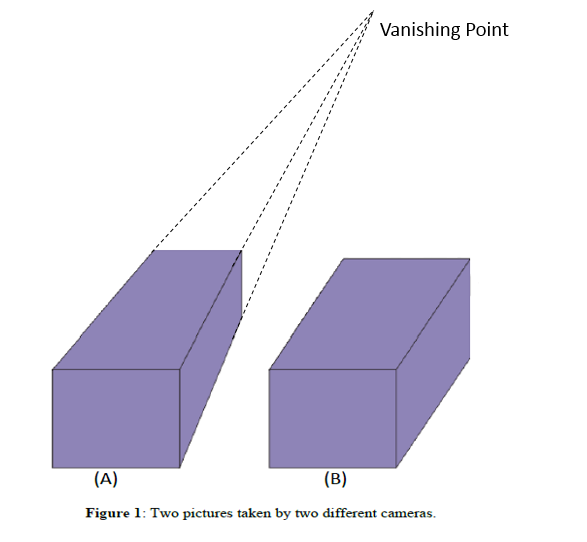 Vanishing Point
(A)
(B)
Figure 1: Two pictures taken by two different cameras.